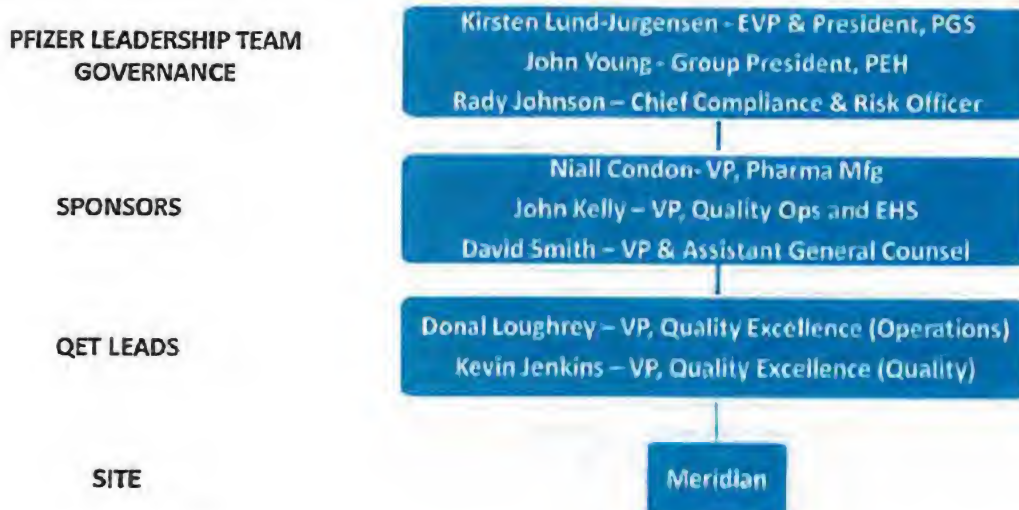 PFIZER LEADERSHIP TEAM
GOVERNANCE
Kirsten Lund-Jurgensen - EVP & President, PGS
John Young - Group President, PEH
Rady Johnson – Chief Compliance & Risk Officer
SPONSORS
Niall Condon- VP, Pharma Mfg
John Kelly – VP, Quality Ops and EHS
David Smith – VP & Assistant General Counsel
QET LEADS
Donal Loughrey – VP, Quality Excellence (Operations)
Kevin Jenkins – VP, Quality Excellence (Quality)
SITE
Meridian